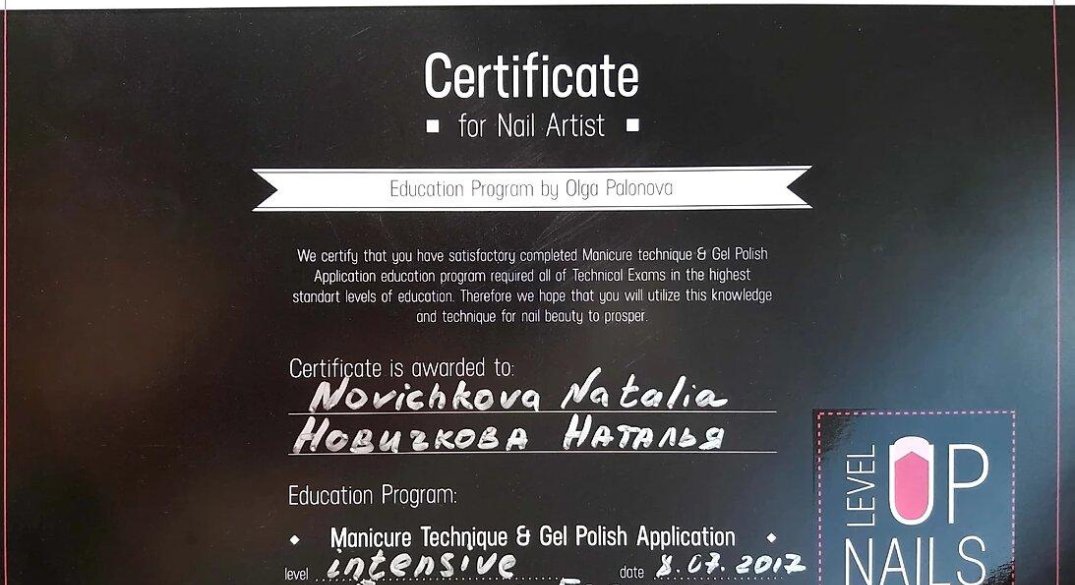 Certificate
for Nail Artist
Education Program by Olga Palonova
We certify that you have satisfactory completed Manicure technique & Gel Polish
Application education program required all of Technical Exams in the highest
standart levels of education. Therefore we hope that you will utilize this knowledge
and technique for nail beauty to prosper.
Certificate is awarded to:
Novichkova Natalia
Новичкова Наталья
Education Program:
Manicure Technique & Gel Polish Application
level intensive date 8.07.2017
LEVEL
UP
NAILS